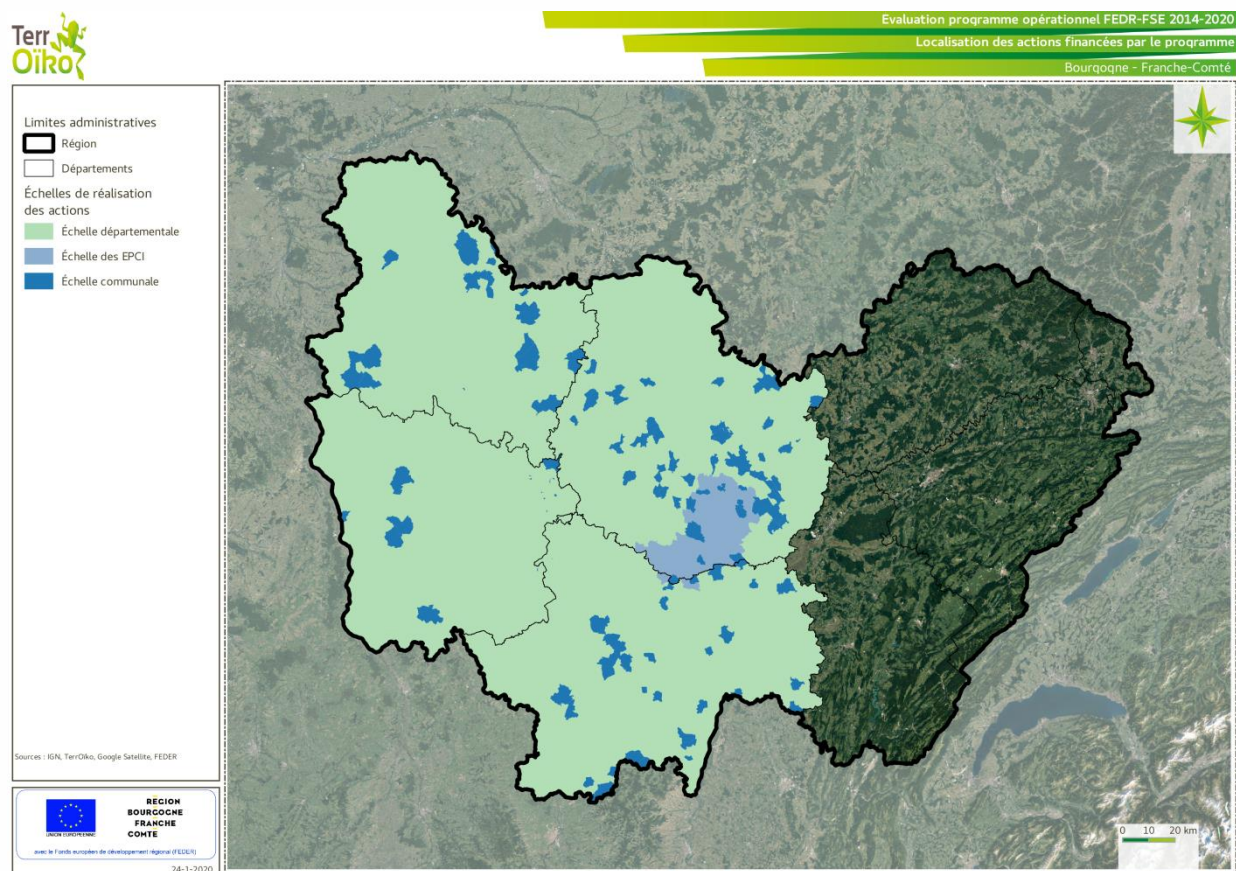 Terr
Oïko
Evaluation programme opérationnel FEDR-FSE 2014-2020
Localisation des actions financées par le programme
Bourgogne - Franche-Comté
Limites administratives
Région
Départements
Échelles de réalisation
des actions
Échelle départementale
Échelle des EPCI
Échelle communale
Sources : IGN, TerrOïko, Google Satellite, FEDER
UNION EUROPEENNE
REGION
BOURGOGNE
FRANCHE
COMTE
avec le Fonds européen de développement régional (FEDER)
24-1-2020
0 10 20 km